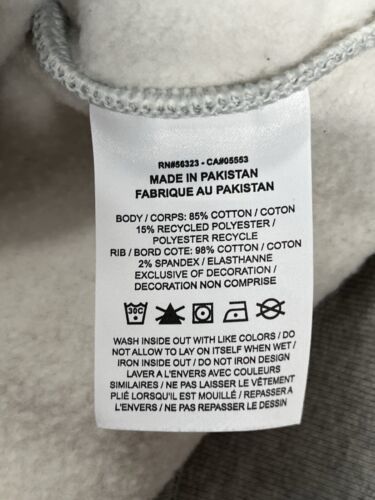 RN#56323 - CA#05553
MADE IN PAKISTAN
FABRIQUE AU PAKISTAN
BODY / CORPS: 85% COTTON / COTON
15% RECYCLED POLYESTER /
POLYESTER RECYCLE
RIB / BORD COTE: 98% COTTON / COTON
2% SPANDEX / ELASTHANNE
EXCLUSIVE OF DECORATION /
DECORATION NON COMPRISE
30C
WASH INSIDE OUT WITH LIKE COLORS / DO
NOT ALLOW TO LAY ON ITSELF WHEN WET /
IRON INSIDE OUT / DO NOT IRON DESIGN
LAVER A L'ENVERS AVEC COULEURS
SIMILAIRES / NE PAS LAISSER LE VÊTEMENT
PLIÉ LORSQU'IL EST MOUILLÉ / REPASSER A
L'ENVERS / NE PAS REPASSER LE DESSIN